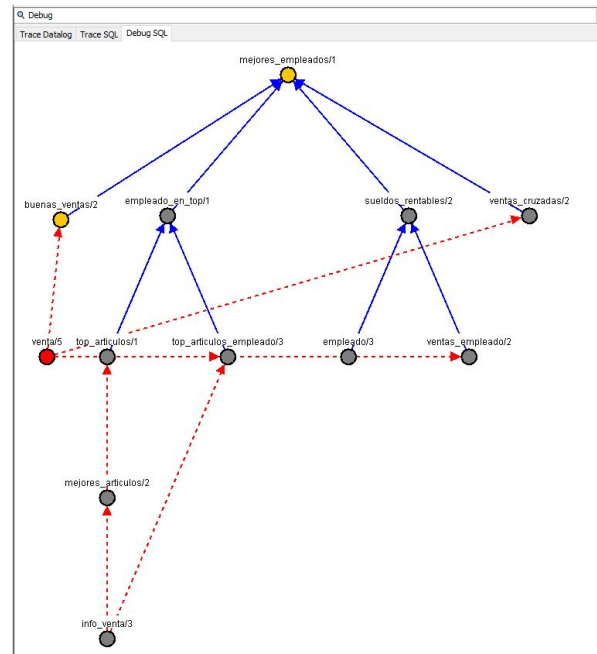 Debug
Trace Datalog Trace SQL Debug SQL
mejores_empleados/1
buenas_ventas/2 empleado_en_top/1 sueldos_rentables/2 ventas_cruzadas/2
venta/5 top_articulos/1 top_articulos_empleado/3 empleado/3 ventas_empleado/2
mejores_articulos/2
info_venta/3